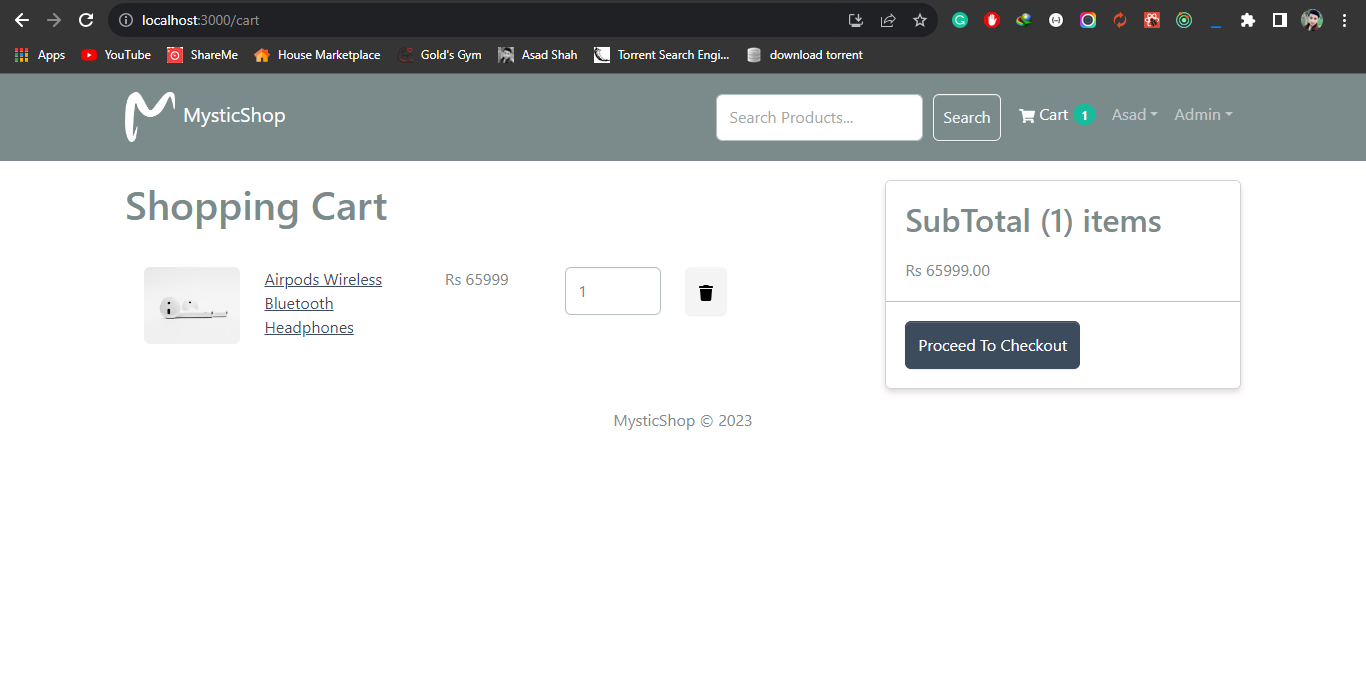 localhost:3000/cart
Apps YouTube ShareMe House Marketplace Gold's Gym Asad Shah Torrent Search Engi... download torrent
MysticShop Search Products... Search Cart 1 Asad Admin
Shopping Cart
Airpods Wireless
Bluetooth
Headphones
Rs 65999
1
SubTotal (1) items
Rs 65999.00
Proceed To Checkout
MysticShop © 2023